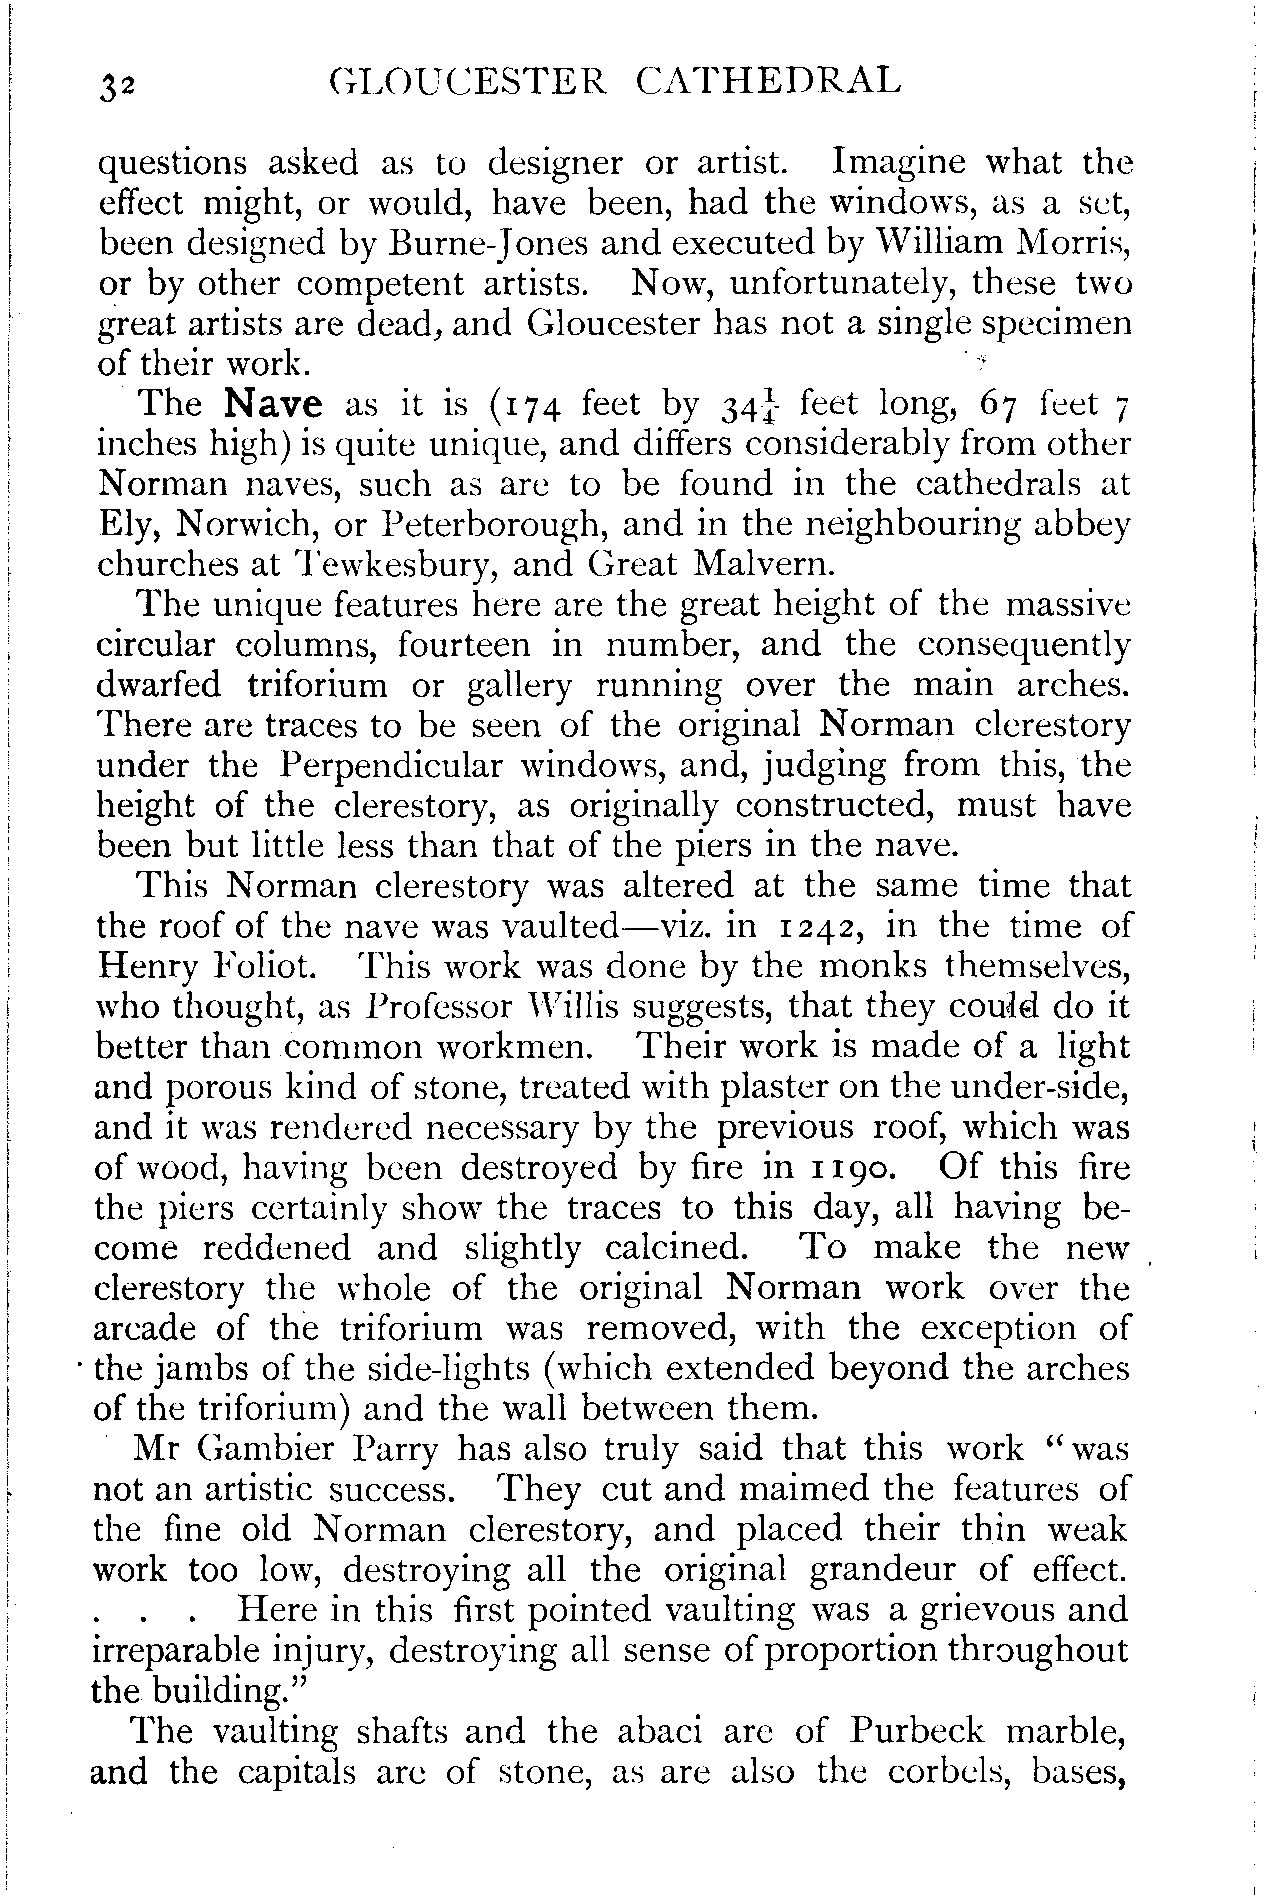 32 GLOUCESTER CATHEDRAL
questions asked as to designer or artist. Imagine what the
effect might, or would, have been, had the windows, as a set,
been designed by Burne-Jones and executed by William Morris,
or by other competent artists. Now, unfortunately, these two
great artists are dead, and Gloucester has not a single specimen
of their work.
The Nave as it is (174 feet by 34¼ feet long, 67 feet 7
inches high) is quite unique, and differs considerably from other
Norman naves, such as are to be found in the cathedrals at
Ely, Norwich, or Peterborough, and in the neighbouring abbey
churches at Tewkesbury, and Great Malvern.
The unique features here are the great height of the massive
circular columns, fourteen in number, and the consequently
dwarfed triforium or gallery running over the main arches.
There are traces to be seen of the original Norman clerestory
under the Perpendicular windows, and, judging from this, the
height of the clerestory, as originally constructed, must have
been but little less than that of the piers in the nave.
This Norman clerestory was altered at the same time that
the roof of the nave was vaulted—viz. in 1242, in the time of
Henry Foliot. This work was done by the monks themselves,
who thought, as Professor Willis suggests, that they could do it
better than common workmen. Their work is made of a light
and porous kind of stone, treated with plaster on the under-side,
and it was rendered necessary by the previous roof, which was
of wood, having been destroyed by fire in 1190. Of this fire
the piers certainly show the traces to this day, all having be-
come reddened and slightly calcined. To make the new
clerestory the whole of the original Norman work over the
arcade of the triforium was removed, with the exception of
the jambs of the side-lights (which extended beyond the arches
of the triforium) and the wall between them.
Mr Gambier Parry has also truly said that this work “was
not an artistic success. They cut and maimed the features of
the fine old Norman clerestory, and placed their thin weak
work too low, destroying all the original grandeur of effect.
. . . Here in this first pointed vaulting was a grievous and
irreparable injury, destroying all sense of proportion throughout
the building.”
The vaulting shafts and the abaci are of Purbeck marble,
and the capitals are of stone, as are also the corbels, bases,